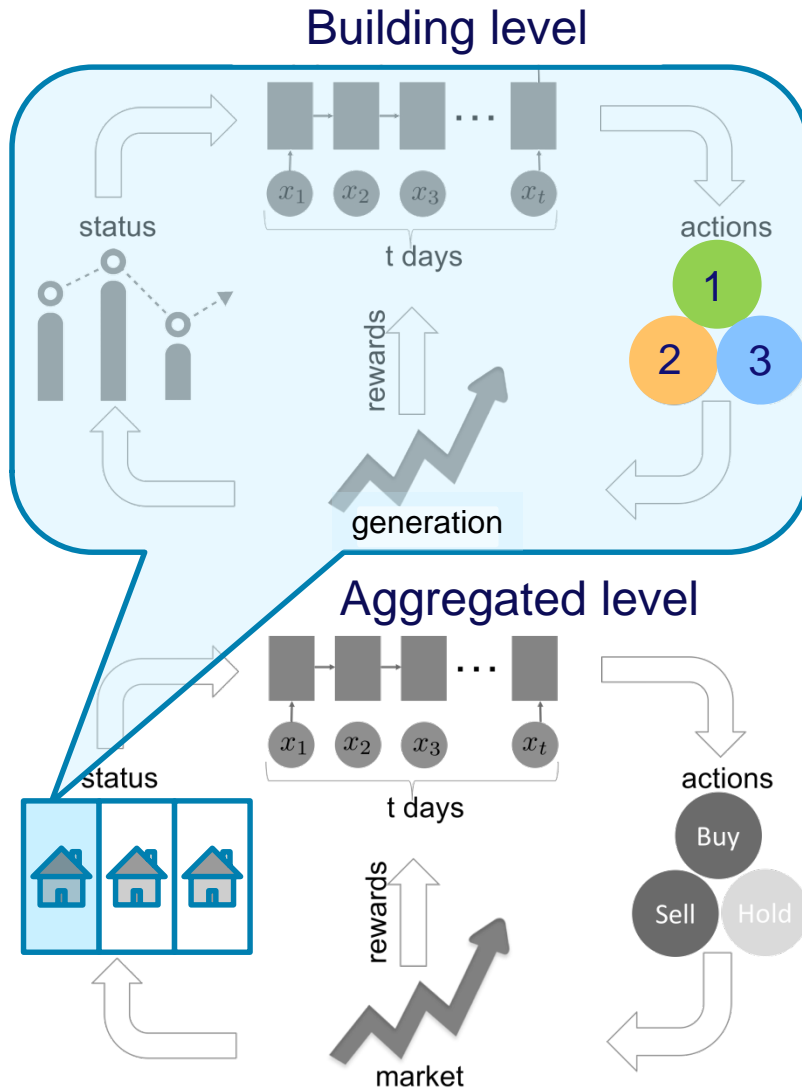 Building level
x₁ x₂ x₃ ... xₜ
status
t days
actions
1
2 3
rewards
generation
Aggregated level
...
x₁ x₂ x₃ xₜ
status
t days
actions
Buy
Sell Hold
rewards
market